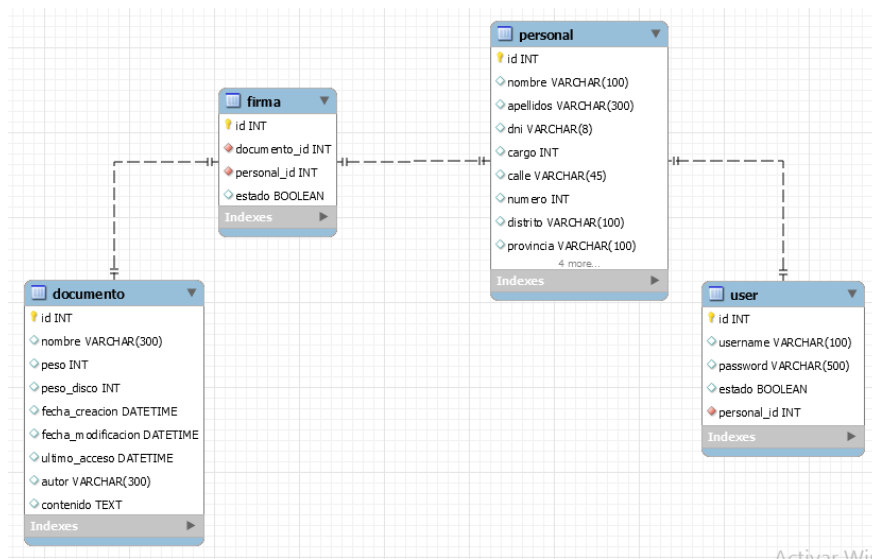 personal
id INT
nombre VARCHAR(100)
apellidos VARCHAR(300)
dni VARCHAR(8)
cargo INT
calle VARCHAR(45)
numero INT
distrito VARCHAR(100)
provincia VARCHAR(100)
4 more...
Indexes
firma
id INT
documento_id INT
personal_id INT
estado BOOLEAN
Indexes
documento
id INT
nombre VARCHAR(300)
peso INT
peso_disco INT
fecha_creacion DATETIME
fecha_modificacion DATETIME
ultimo_acceso DATETIME
autor VARCHAR(300)
contenido TEXT
Indexes
user
id INT
username VARCHAR(100)
password VARCHAR(500)
estado BOOLEAN
personal_id INT
Indexes
Activar